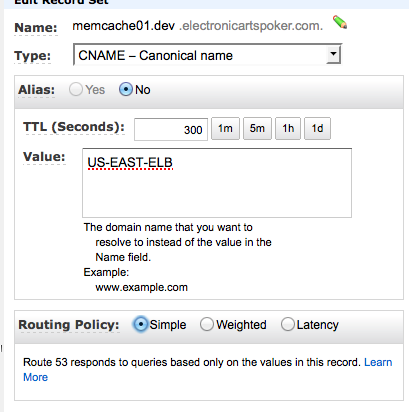 Edit Record Set
Name: memcache01.dev .electronicartspoker.com.
Type: CNAME – Canonical name
Alias: Yes No
TTL (Seconds): 300 1m 5m 1h 1d
Value: US-EAST-ELB
The domain name that you want to
resolve to instead of the value in the
Name field.
Example:
www.example.com
Routing Policy: Simple Weighted Latency
Route 53 responds to queries based only on the values in this record. Learn
More